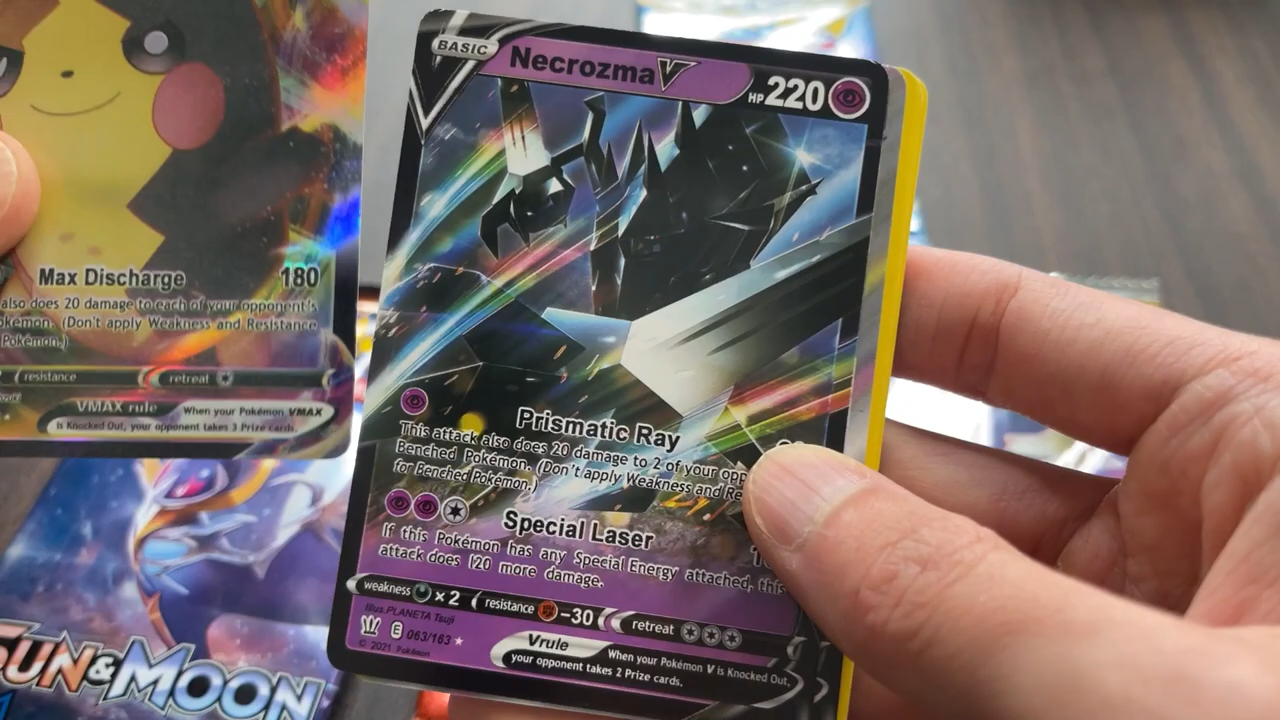 Max Discharge 180
also does 20 damage to each of your opponent's
Pokémon. (Don't apply Weakness and Resistance
Pokémon.)
resistance retreat
VMAX rule When your Pokémon VMAX
is Knocked Out, your opponent takes 3 Prize cards.
SUN & MOON
BASIC Necrozma V HP 220
Prismatic Ray
This attack also does 20 damage to 2 of your opp
Benched Pokémon. (Don't apply Weakness and Re
for Benched Pokémon.)
Special Laser
If this Pokémon has any Special Energy attached, this
attack does 120 more damage.
weakness ×2 resistance -30 retreat
Illus. PLANETA Tsuji
E 063/163
© 2021 Pokémon
V rule When your Pokémon V is Knocked Out,
your opponent takes 2 Prize cards.